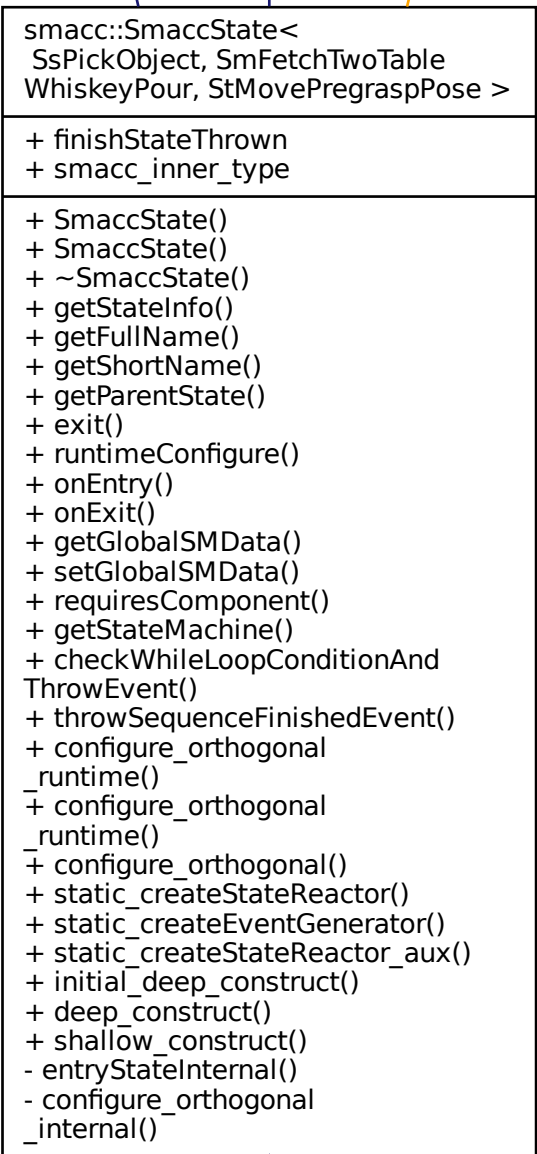 smacc::SmaccState<
SsPickObject, SmFetchTwoTable
WhiskeyPour, StMovePregraspPose >
+ finishStateThrown
+ smacc_inner_type
+ SmaccState()
+ SmaccState()
+ ~SmaccState()
+ getStateInfo()
+ getFullName()
+ getShortName()
+ getParentState()
+ exit()
+ runtimeConfigure()
+ onEntry()
+ onExit()
+ getGlobalSMData()
+ setGlobalSMData()
+ requiresComponent()
+ getStateMachine()
+ checkWhileLoopConditionAnd
ThrowEvent()
+ throwSequenceFinishedEvent()
+ configure_orthogonal
_runtime()
+ configure_orthogonal
_runtime()
+ configure_orthogonal()
+ static_createStateReactor()
+ static_createEventGenerator()
+ static_createStateReactor_aux()
+ initial_deep_construct()
+ deep_construct()
+ shallow_construct()
- entryStateInternal()
- configure_orthogonal
_internal()